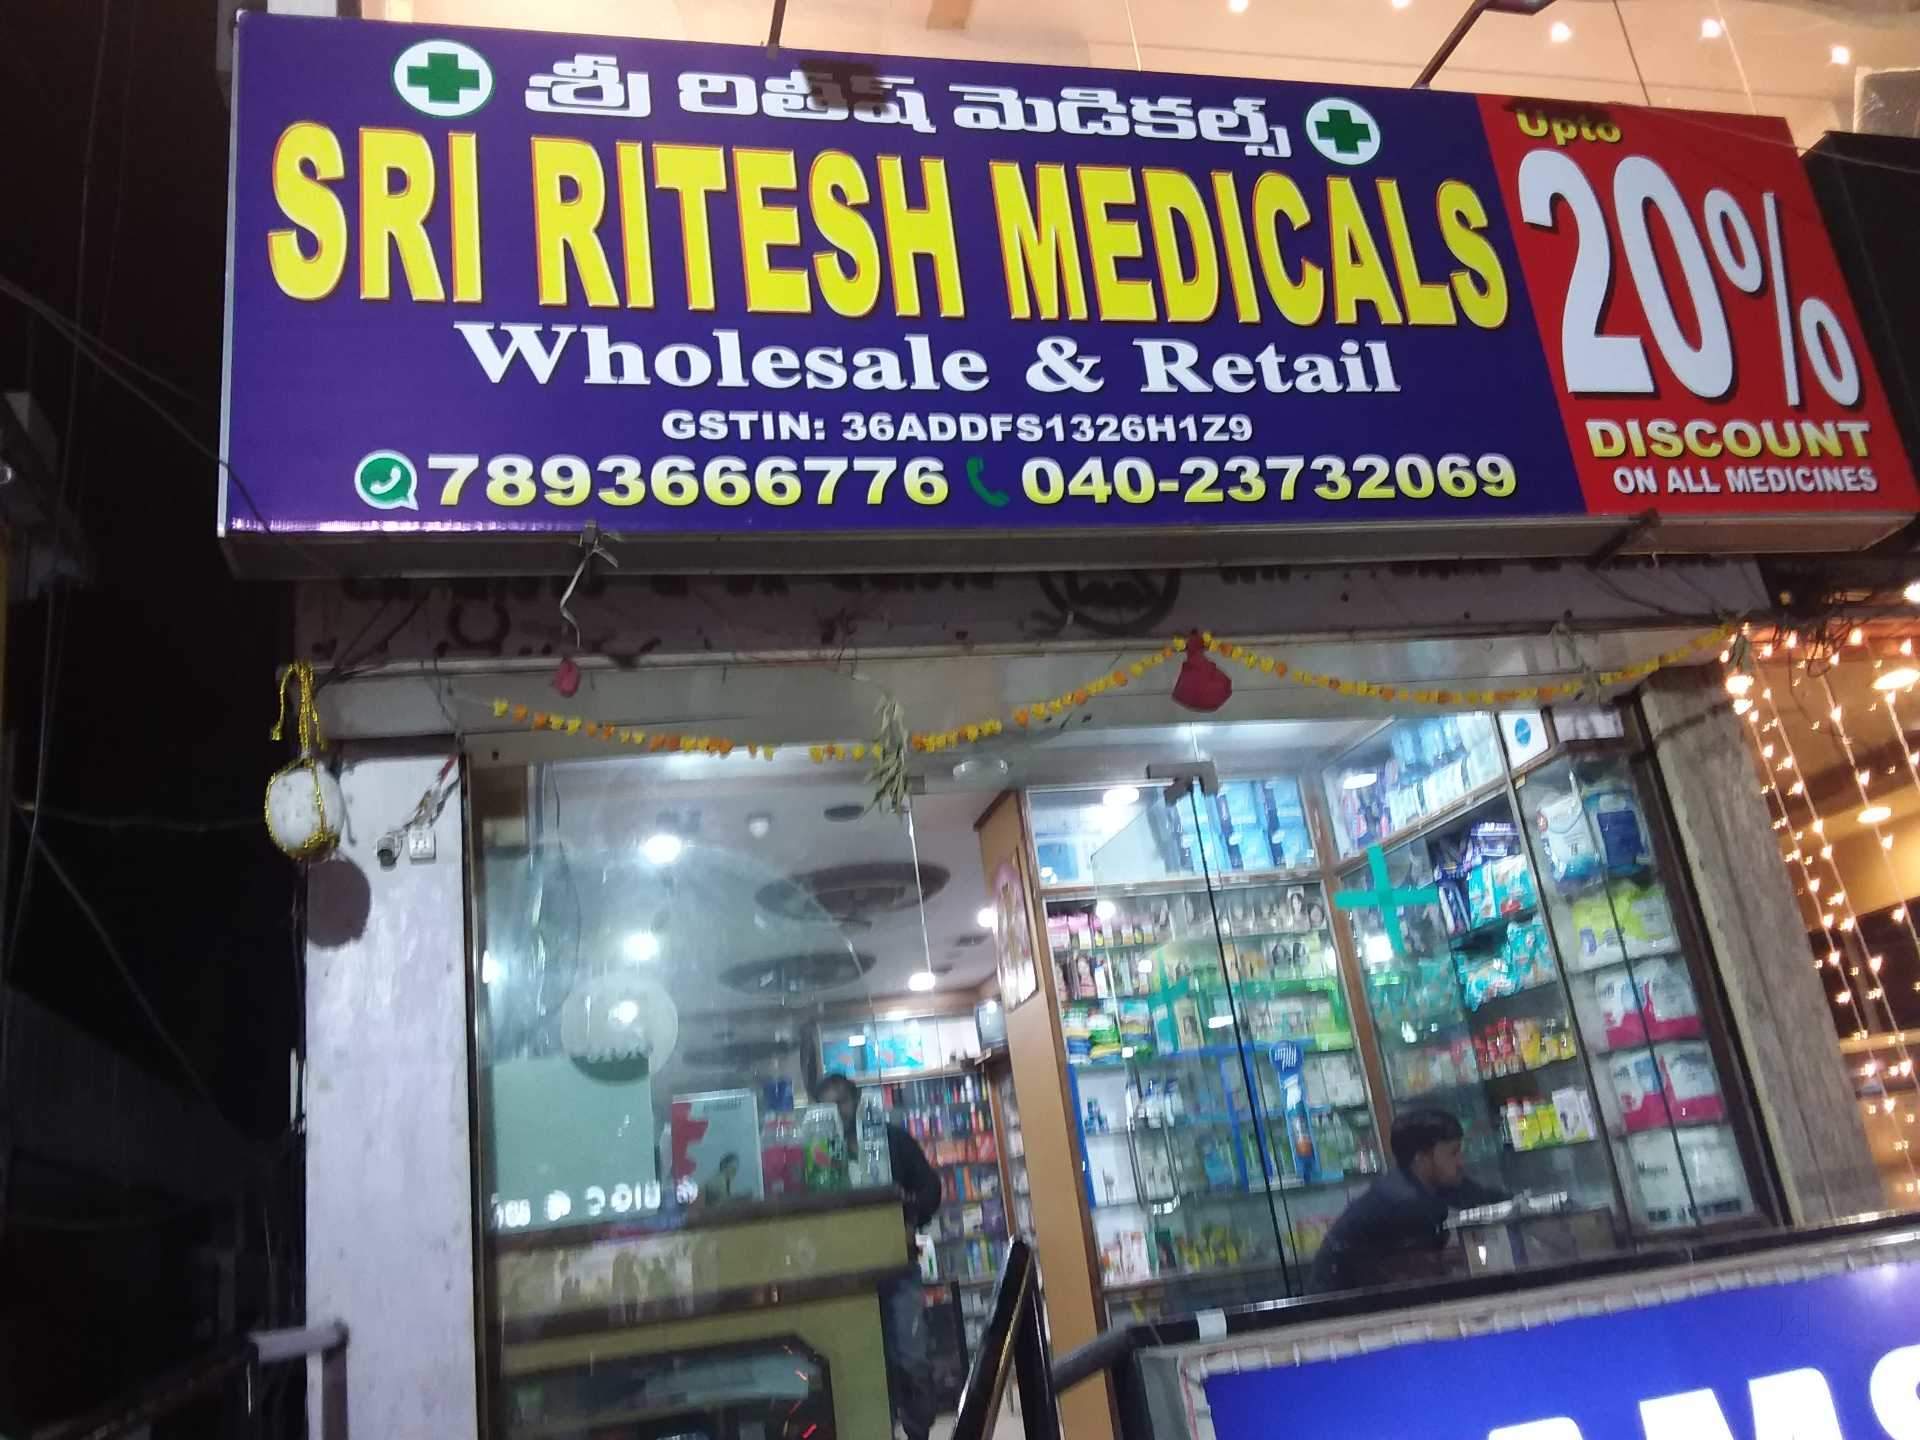 శ్రీ రితీష్ మెడికల్స్
SRI RITESH MEDICALS
Wholesale & Retail
GSTIN: 36ADDFS1326H1Z9
7893666776 040-23732069
Upto
20%
DISCOUNT
ON ALL MEDICINES